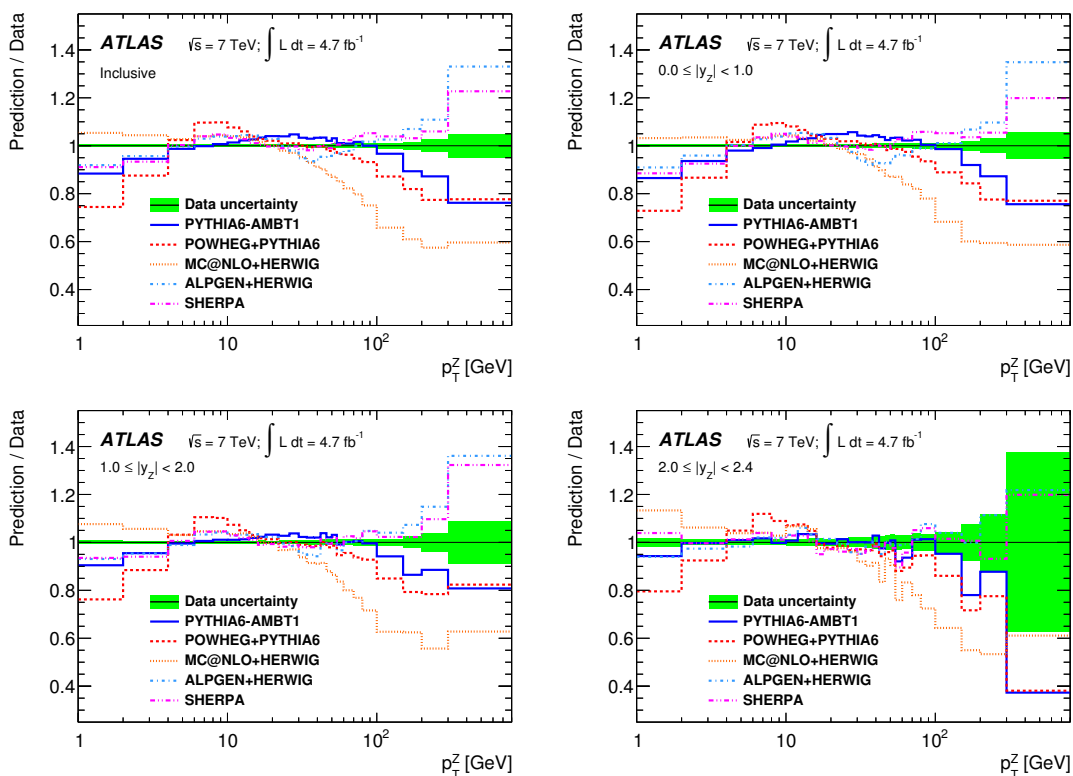 Prediction / Data
1.4
1.2
1
0.8
0.6
0.4
ATLAS √s = 7 TeV; ∫ L dt = 4.7 fb-1
Inclusive
Data uncertainty
PYTHIA6-AMBT1
POWHEG+PYTHIA6
MC@NLO+HERWIG
ALPGEN+HERWIG
SHERPA
1 10 10²
p_T^Z [GeV]
Prediction / Data
1.4
1.2
1
0.8
0.6
0.4
ATLAS √s = 7 TeV; ∫ L dt = 4.7 fb-1
0.0 ≤ |y_Z| < 1.0
Data uncertainty
PYTHIA6-AMBT1
POWHEG+PYTHIA6
MC@NLO+HERWIG
ALPGEN+HERWIG
SHERPA
1 10 10²
p_T^Z [GeV]
Prediction / Data
1.4
1.2
1
0.8
0.6
0.4
ATLAS √s = 7 TeV; ∫ L dt = 4.7 fb-1
1.0 ≤ |y_Z| < 2.0
Data uncertainty
PYTHIA6-AMBT1
POWHEG+PYTHIA6
MC@NLO+HERWIG
ALPGEN+HERWIG
SHERPA
1 10 10²
p_T^Z [GeV]
Prediction / Data
1.4
1.2
1
0.8
0.6
0.4
ATLAS √s = 7 TeV; ∫ L dt = 4.7 fb-1
2.0 ≤ |y_Z| < 2.4
Data uncertainty
PYTHIA6-AMBT1
POWHEG+PYTHIA6
MC@NLO+HERWIG
ALPGEN+HERWIG
SHERPA
1 10 10²
p_T^Z [GeV]